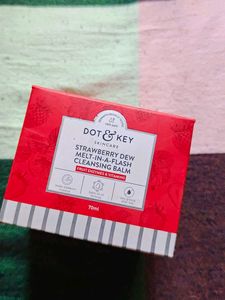 DOT & KEY
SKINCARE
STRAWBERRY DEW
MELT-IN-A-FLASH
CLEANSING BALM
FRUIT ENZYMES & VITAMINS
70ml